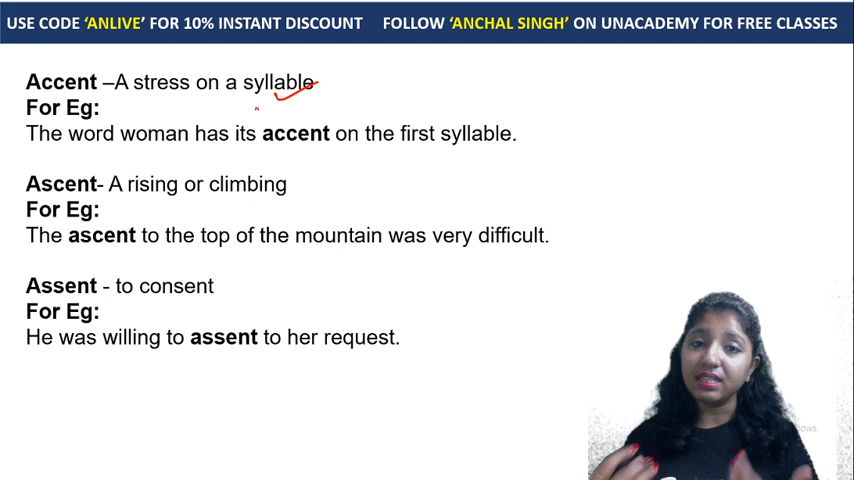 USE CODE ‘ANLIVE’ FOR 10% INSTANT DISCOUNT FOLLOW ‘ANCHAL SINGH’ ON UNACADEMY FOR FREE CLASSES
Accent –A stress on a syllable
For Eg:
The word woman has its accent on the first syllable.
Ascent- A rising or climbing
For Eg:
The ascent to the top of the mountain was very difficult.
Assent - to consent
For Eg:
He was willing to assent to her request.